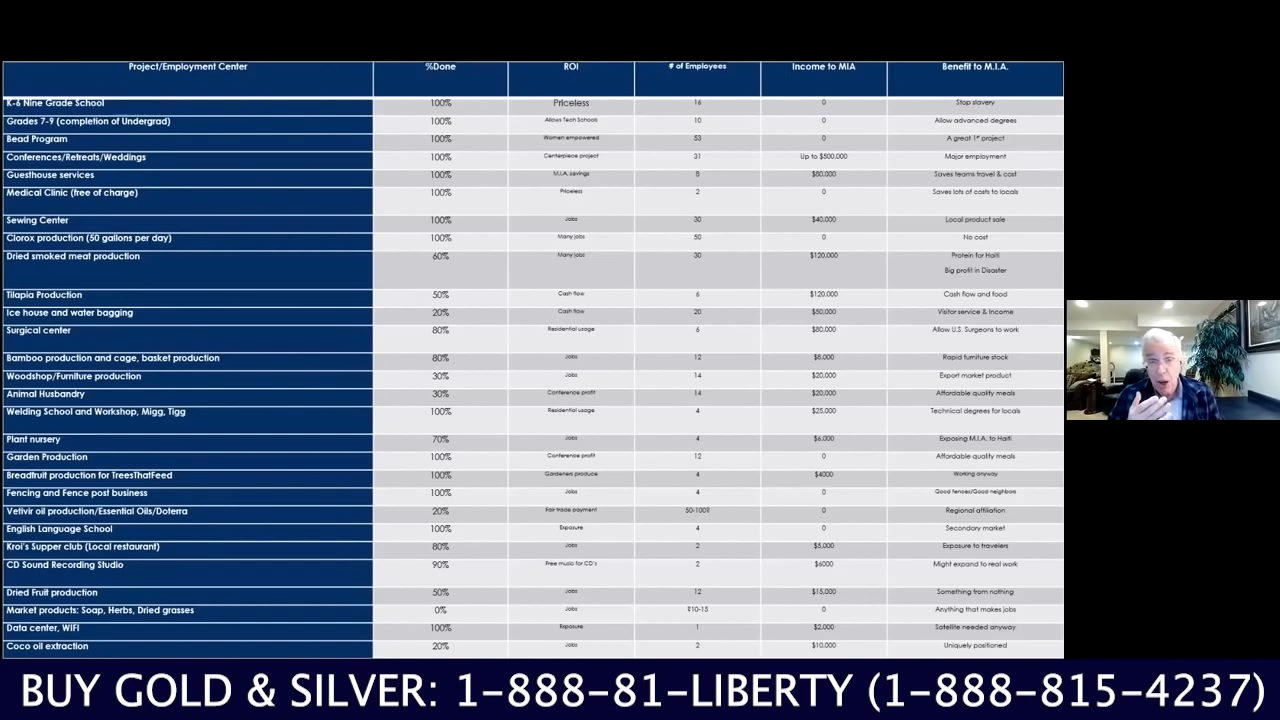 Project/Employment Center %Done ROI # of Employees Income to MIA Benefit to M.I.A.
K-6 Nine Grade School 100% Priceless 16 0 Stop slavery
Grades 7-9 (completion of Undergrad) 100% Allows Tech Schools 10 0 Allow advanced degrees
Bead Program 100% Women empowered 53 0 A great 1st project
Conferences/Retreats/Weddings 100% Centerpiece project 31 Up to $500,000 Major employment
Guesthouse services 100% M.I.A. savings 8 $80,000 Saves teams travel & cost
Medical Clinic (free of charge) 100% Priceless 2 0 Saves lots of costs to locals
Sewing Center 100% Jobs 30 $40,000 Local product sale
Clorox production (50 gallons per day) 100% Many jobs 50 0 No cost
Dried smoked meat production 60% Many jobs 30 $120,000 Protein for Haiti
Big profit in Disaster
Tilapia Production 50% Cash flow 6 $120,000 Cash flow and food
Ice house and water bagging 20% Cash flow 20 $50,000 Visitor service & Income
Surgical center 80% Residential usage 6 $80,000 Allow U.S. Surgeons to work
Bamboo production and cage, basket production 80% Jobs 12 $8,000 Rapid furniture stock
Woodshop/Furniture production 30% Jobs 14 $20,000 Export market product
Animal Husbandry 30% Conference profit 14 $20,000 Affordable quality meals
Welding School and Workshop, Migg, Tigg 100% Residential usage 4 $25,000 Technical degrees for locals
Plant nursery 70% Jobs 4 $6,000 Exposing M.I.A. to Haiti
Garden Production 100% Conference profit 12 0 Affordable quality meals
Breadfruit production for TreesThatFeed 100% Gardeners produce 4 $4000 Working anyway
Fencing and Fence post business 100% Jobs 4 0 Good fences/Good neighbors
Vetivir oil production/Essential Oils/Doterra 20% Fair trade payment 50-100? 0 Regional affiliation
English Language School 100% Exposure 4 0 Secondary market
Kroi's Supper club (Local restaurant) 80% Jobs 2 $5,000 Exposure to travelers
CD Sound Recording Studio 90% Free music for CD's 2 $6000 Might expand to real work
Dried Fruit production 50% Jobs 12 $15,000 Something from nothing
Market products: Soap, Herbs, Dried grasses 0% Jobs ?10-15 0 Anything that makes jobs
Data center, WIFI 100% Exposure 1 $2,000 Satellite needed anyway
Coco oil extraction 20% Jobs 2 $10,000 Uniquely positioned
BUY GOLD & SILVER: 1-888-81-LIBERTY (1-888-815-4237)